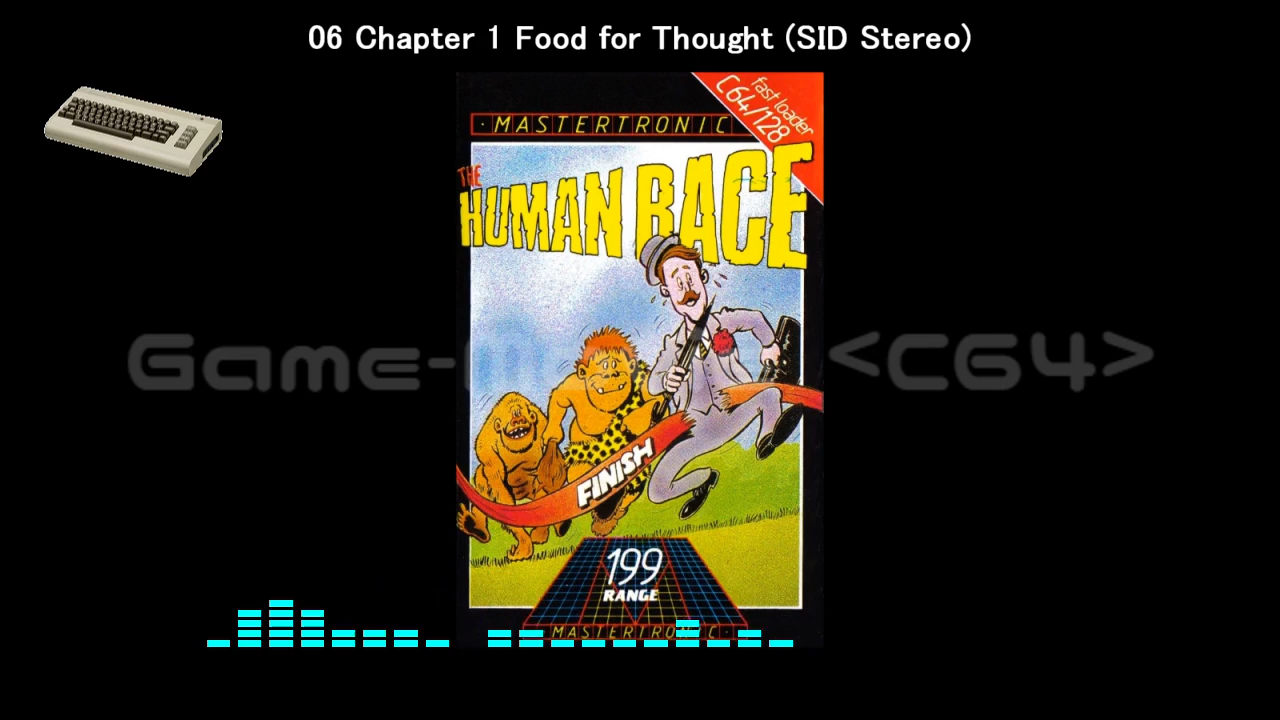 06 Chapter 1 Food for Thought (SID Stereo)
fast loader
C64/128
·MASTERTRONIC
THE
HUMAN RACE
Game- <C64>
FINISH
199
RANGE
MASTERTRONIC·